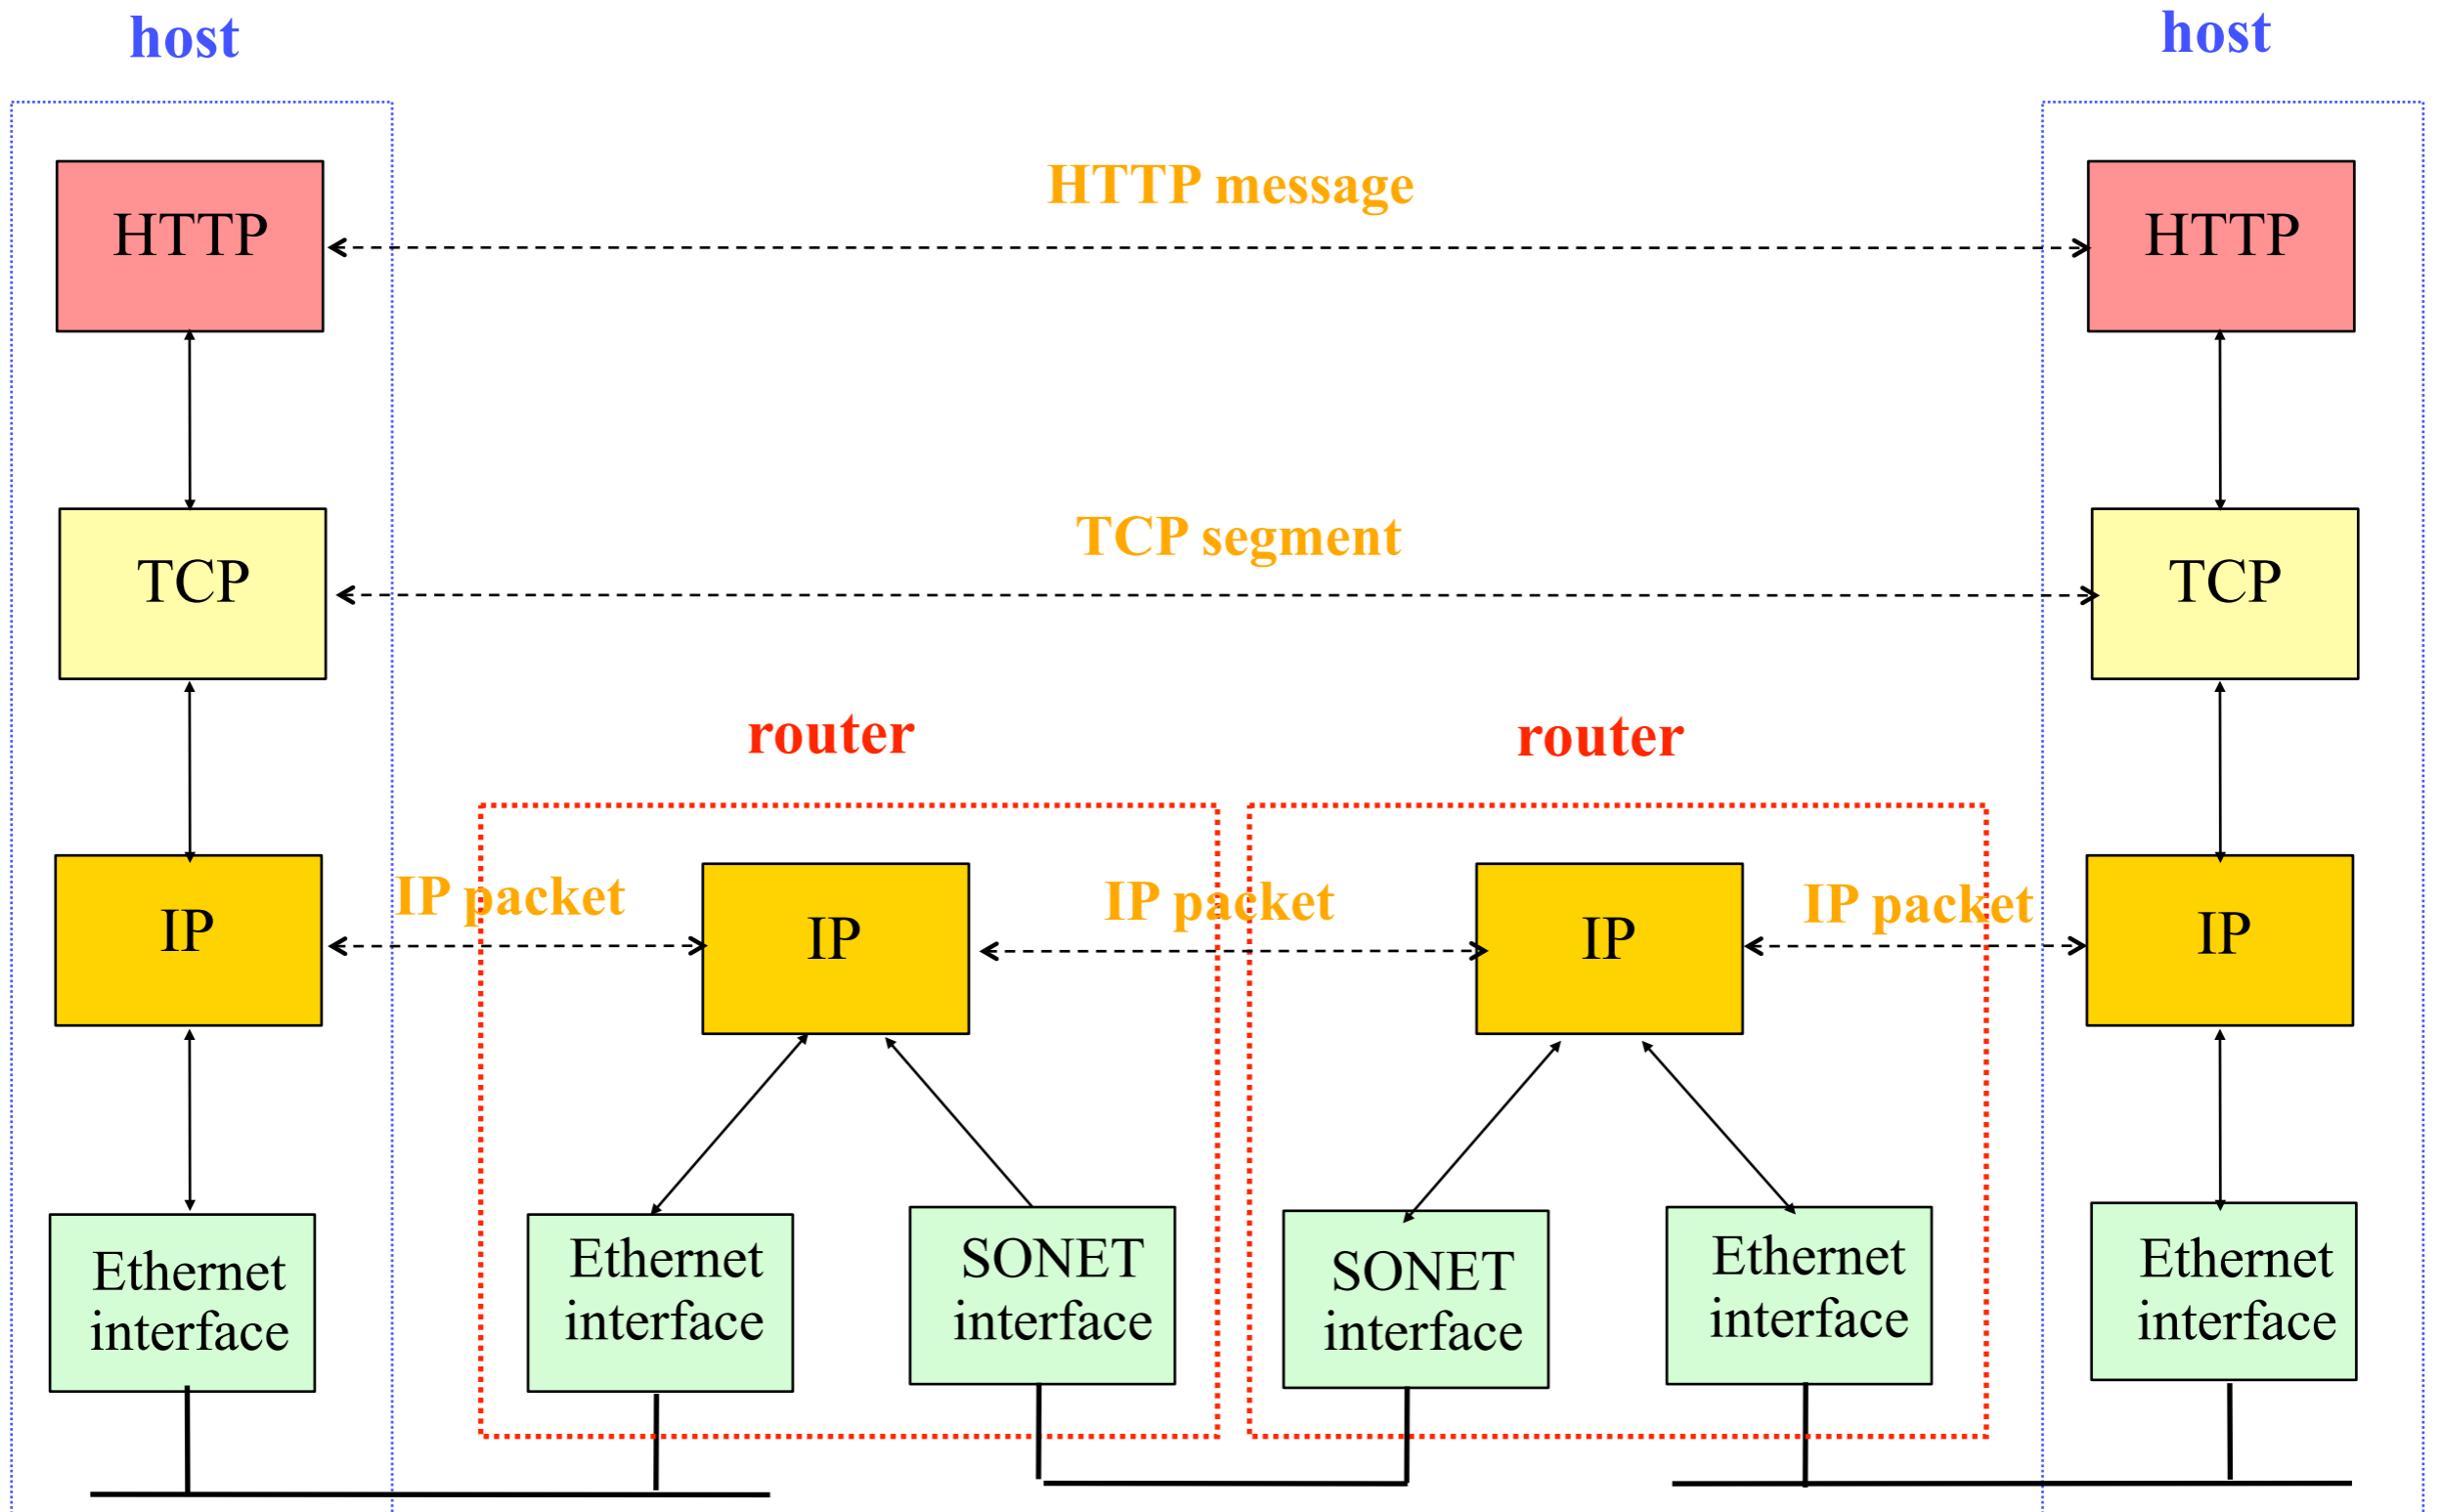 host
host
HTTP
HTTP message
HTTP
TCP segment
TCP
TCP
router
router
IP
IP packet
IP
IP packet
IP
IP packet
IP
Ethernet
interface
Ethernet
interface
SONET
interface
SONET
interface
Ethernet
interface
Ethernet
interface